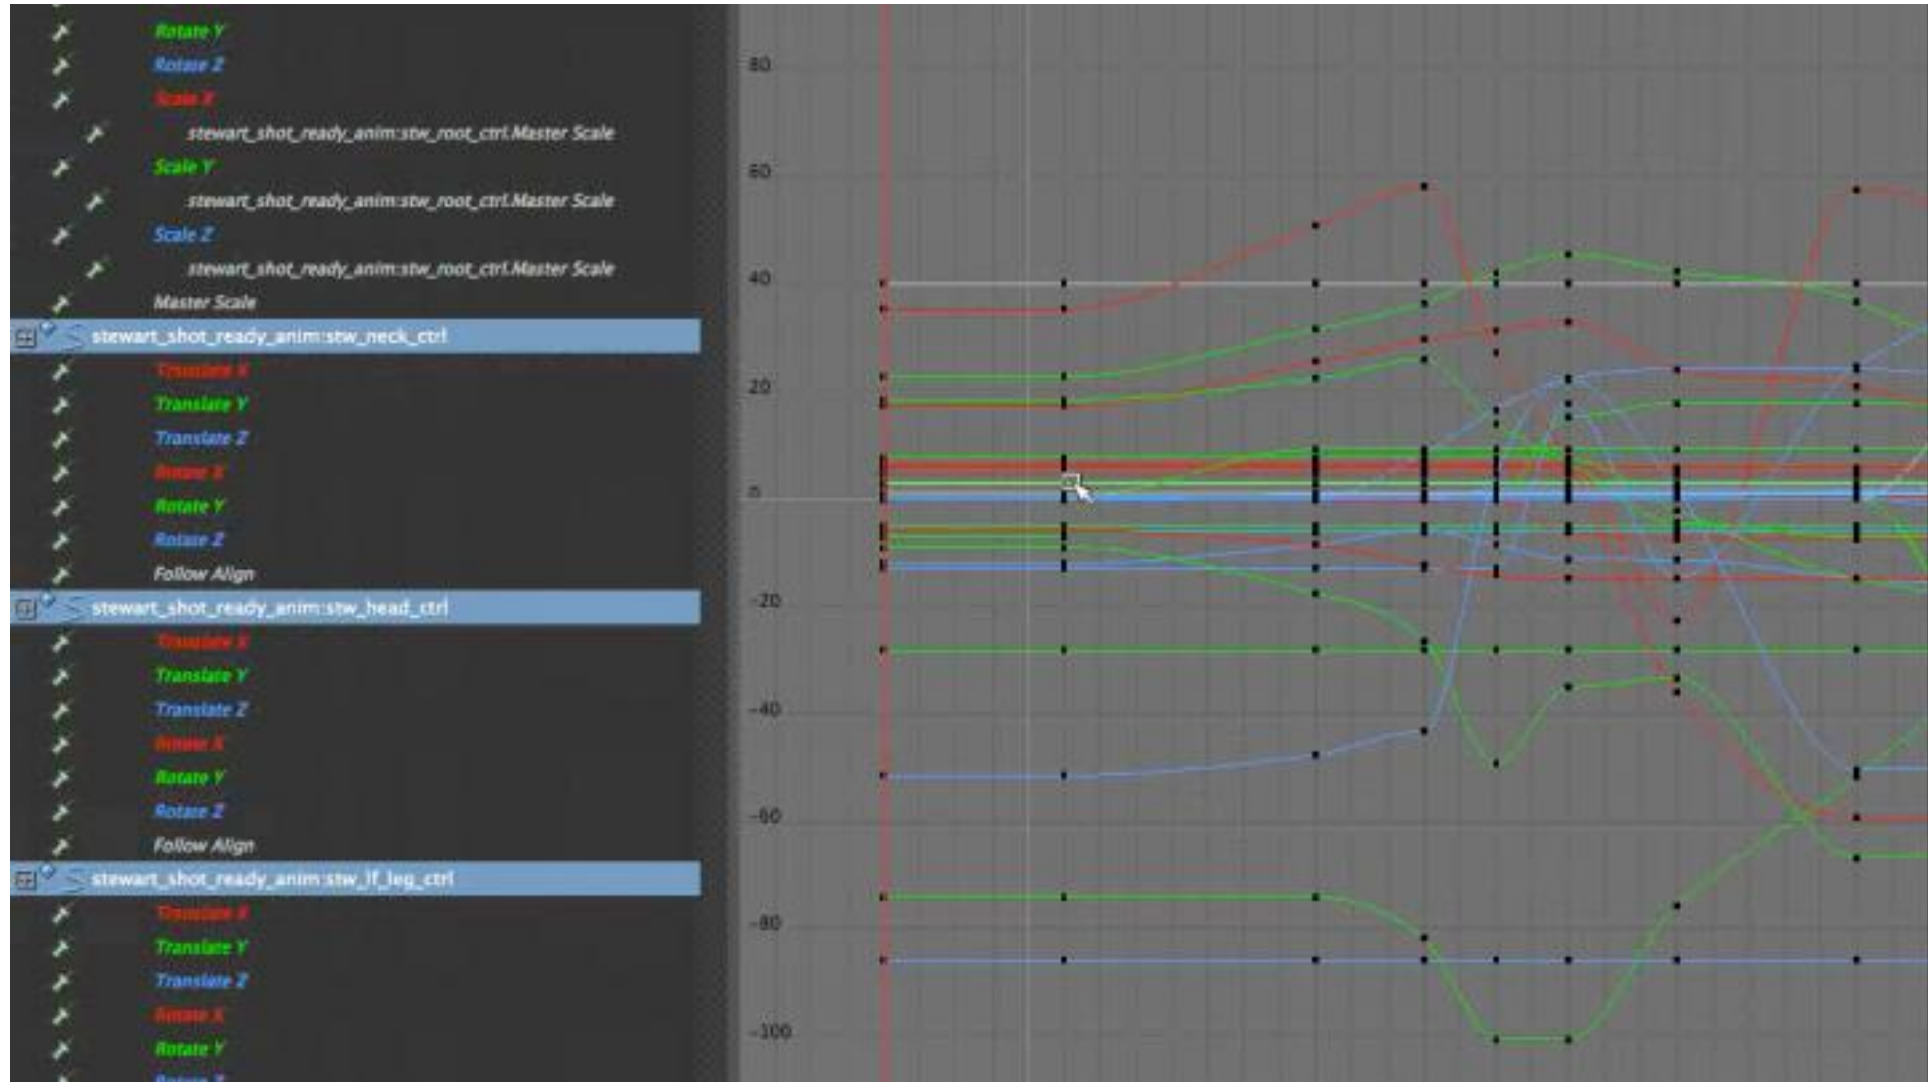 Rotate Y
Rotate Z
Scale X
stewart_shot_ready_anim:stw_root_ctrl.Master Scale
Scale Y
stewart_shot_ready_anim:stw_root_ctrl.Master Scale
Scale Z
stewart_shot_ready_anim:stw_root_ctrl.Master Scale
Master Scale
stewart_shot_ready_anim:stw_neck_ctrl
Translate X
Translate Y
Translate Z
Rotate X
Rotate Y
Rotate Z
Follow Align
stewart_shot_ready_anim:stw_head_ctrl
Translate X
Translate Y
Translate Z
Rotate X
Rotate Y
Rotate Z
Follow Align
stewart_shot_ready_anim:stw_lf_leg_ctrl
Translate X
Translate Y
Translate Z
Rotate X
Rotate Y
Rotate Z
80
60
40
20
0
-20
-40
-60
-80
-100